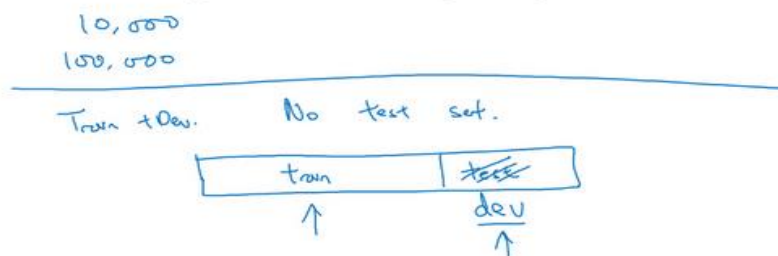 10,000
100,000
Train + Dev. No test set.
train test
dev